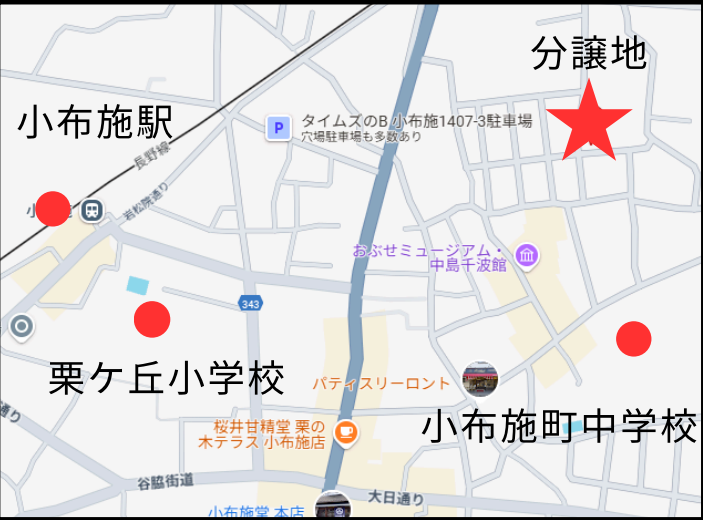 分譲地
小布施駅
P
タイムズのB 小布施1407-3駐車場
穴場駐車場も多数あり
長野線
岩松院通り
おぶせミュージアム・
中島千波館
343
栗ケ丘小学校
パティスリーロント
小布施町中学校
桜井甘精堂 栗の
木テラス 小布施店
谷脇街道
大日通り
小布施堂 本店